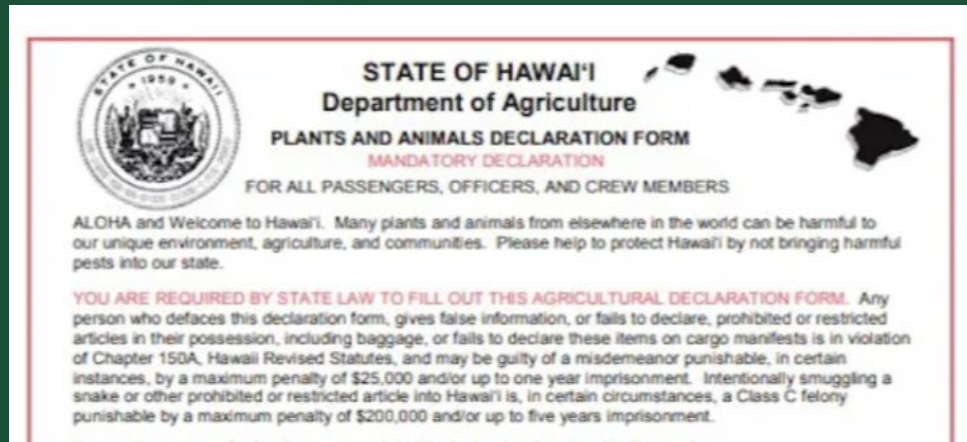 STATE OF HAWAII
1959
STATE OF HAWAIʻI
Department of Agriculture
PLANTS AND ANIMALS DECLARATION FORM
MANDATORY DECLARATION
FOR ALL PASSENGERS, OFFICERS, AND CREW MEMBERS
ALOHA and Welcome to Hawaiʻi. Many plants and animals from elsewhere in the world can be harmful to
our unique environment, agriculture, and communities. Please help to protect Hawaiʻi by not bringing harmful
pests into our state.
YOU ARE REQUIRED BY STATE LAW TO FILL OUT THIS AGRICULTURAL DECLARATION FORM. Any
person who defaces this declaration form, gives false information, or fails to declare, prohibited or restricted
articles in their possession, including baggage, or fails to declare these items on cargo manifests is in violation
of Chapter 150A, Hawaii Revised Statutes, and may be guilty of a misdemeanor punishable, in certain
instances, by a maximum penalty of $25,000 and/or up to one year imprisonment. Intentionally smuggling a
snake or other prohibited or restricted article into Hawaiʻi is, in certain circumstances, a Class C felony
punishable by a maximum penalty of $200,000 and/or up to five years imprisonment.